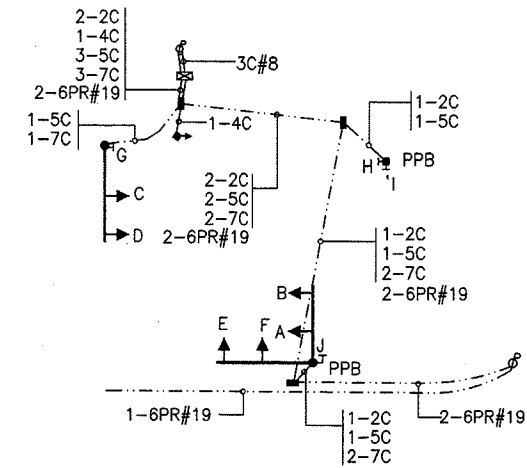 2-2C
1-4C
3-5C
3-7C
2-6PR#19
3C#8
1-5C
1-7C
G
1-4C
1-2C
1-5C
H
PPB
I
C
D
2-2C
2-5C
2-7C
2-6PR#19
1-2C
1-5C
2-7C
2-6PR#19
B
E
F
A
J
PPB
1-6PR#19
2-6PR#19
1-2C
1-5C
2-7C